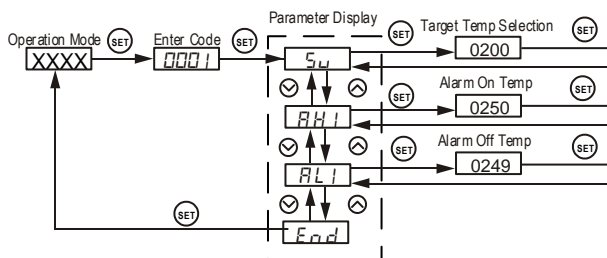 Parameter Display
Operation Mode SET Enter Code SET SET Target Temp Selection SET
XXXX 0001 Su 0200
SET Alarm On Temp SET
AH1 0250
SET Alarm Off Temp SET
AL1 0249
SET
End